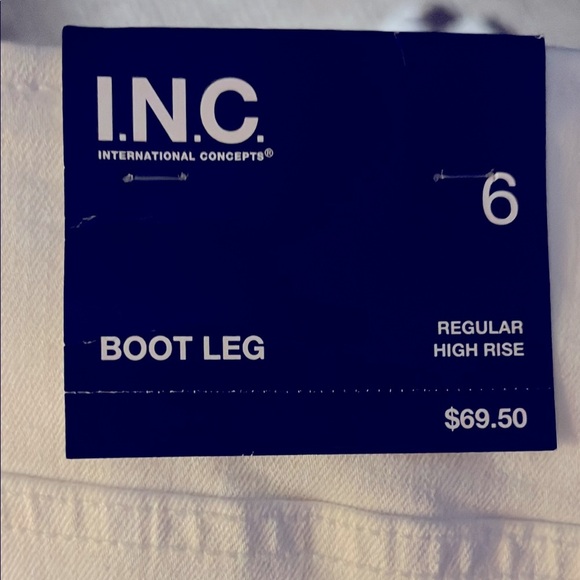 I.N.C.
INTERNATIONAL CONCEPTS®
6
BOOT LEG
REGULAR
HIGH RISE
$69.50